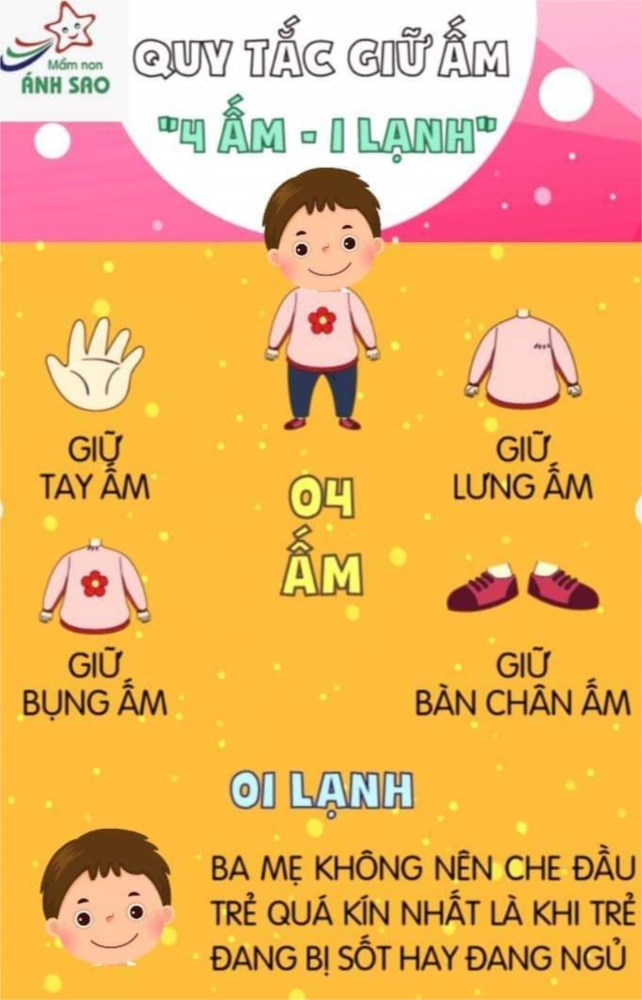 Mầm non
ÁNH SAO
QUY TẮC GIỮ ẤM
"4 ẤM - 1 LẠNH"
GIỮ
TAY ẤM
GIỮ
LƯNG ẤM
04
ẤM
GIỮ
BỤNG ẤM
GIỮ
BÀN CHÂN ẤM
01 LẠNH
BA MẸ KHÔNG NÊN CHE ĐẦU
TRẺ QUÁ KÍN NHẤT LÀ KHI TRẺ
ĐANG BỊ SỐT HAY ĐANG NGỦ